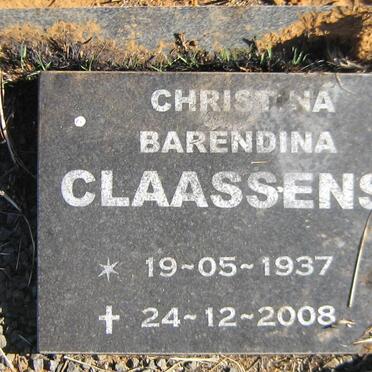 CHRISTINA
BARENDINA
CLAASSENS
* 19~05~1937
✝ 24~12~2008